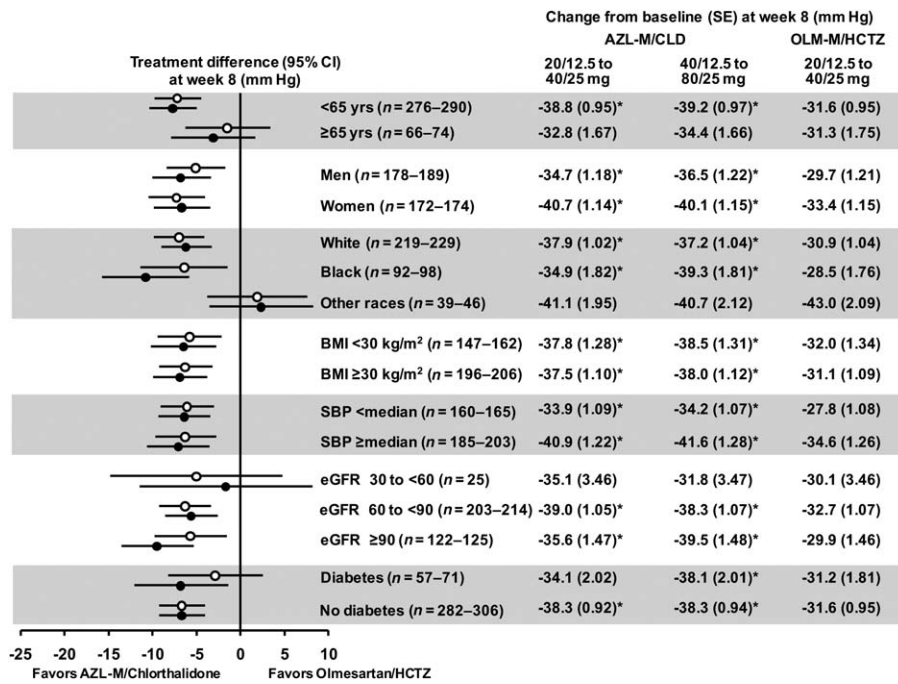 Change from baseline (SE) at week 8 (mm Hg)
AZL-M/CLD OLM-M/HCTZ
Treatment difference (95% CI) at week 8 (mm Hg)
20/12.5 to 40/25 mg 40/12.5 to 80/25 mg 20/12.5 to 40/25 mg
<65 yrs (n = 276–290) -38.8 (0.95)* -39.2 (0.97)* -31.6 (0.95)
≥65 yrs (n = 66–74) -32.8 (1.67) -34.4 (1.66) -31.3 (1.75)
Men (n = 178–189) -34.7 (1.18)* -36.5 (1.22)* -29.7 (1.21)
Women (n = 172–174) -40.7 (1.14)* -40.1 (1.15)* -33.4 (1.15)
White (n = 219–229) -37.9 (1.02)* -37.2 (1.04)* -30.9 (1.04)
Black (n = 92–98) -34.9 (1.82)* -39.3 (1.81)* -28.5 (1.76)
Other races (n = 39–46) -41.1 (1.95) -40.7 (2.12) -43.0 (2.09)
BMI <30 kg/m² (n = 147–162) -37.8 (1.28)* -38.5 (1.31)* -32.0 (1.34)
BMI ≥30 kg/m² (n = 196–206) -37.5 (1.10)* -38.0 (1.12)* -31.1 (1.09)
SBP <median (n = 160–165) -33.9 (1.09)* -34.2 (1.07)* -27.8 (1.08)
SBP ≥median (n = 185–203) -40.9 (1.22)* -41.6 (1.28)* -34.6 (1.26)
eGFR 30 to <60 (n = 25) -35.1 (3.46) -31.8 (3.47) -30.1 (3.46)
eGFR 60 to <90 (n = 203–214) -39.0 (1.05)* -38.3 (1.07)* -32.7 (1.07)
eGFR ≥90 (n = 122–125) -35.6 (1.47)* -39.5 (1.48)* -29.9 (1.46)
Diabetes (n = 57–71) -34.1 (2.02) -38.1 (2.01)* -31.2 (1.81)
No diabetes (n = 282–306) -38.3 (0.92)* -38.3 (0.94)* -31.6 (0.95)
-25 -20 -15 -10 -5 0 5 10
Favors AZL-M/Chlorthalidone Favors Olmesartan/HCTZ